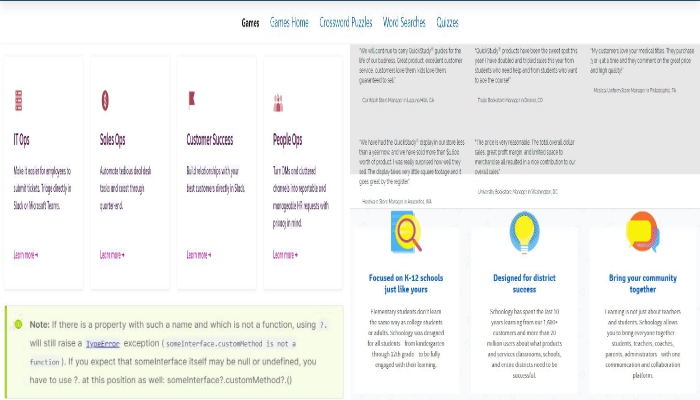 Games Games Home Crossword Puzzles Word Searches Quizzes
IT Ops
Make it easier for employees to
submit tickets. Triage directly in
Slack or Microsoft Teams.
Learn more →
Sales Ops
Automate tedious deal desk
tasks and coast through
quarter-end.
Learn more →
Customer Success
Build relationships with your
best customers directly in Slack.
Learn more →
People Ops
Turn DMs and cluttered
channels into reportable and
manageable HR requests with
privacy in mind.
Learn more →
"We will continue to carry QuickStudy® guides for the
life of our business. Great product, excellent customer
service, customers love them, kids love them,
guaranteed to sell."
Store Manager in Laguna Hills, CA
"QuickStudy® products have been the sweet spot this
year! I have doubled and tripled sales this year from
students who need help and from students who want
to ace the course!"
Trade Bookstore Manager in Denver, CO
"My customers love your medical titles. They purchase
3 or 4 at a time and they comment on the price
and high quality."
Medical Uniform Store Manager in Philadelphia, PA
"We have had the QuickStudy® display in our store less
than a year now, and we have sold more than $1,500
worth of product. I was really surprised how well they
sell. The display takes very little square footage and it
goes great by the register."
Hardware Store Manager in Anacortes, WA
"The price is very reasonable. The total overall dollar
sales, great profit margin, and limited space to
merchandise all resulted in a nice contribution to our
overall sales."
University Bookstore Manager in Washington, DC
Focused on K-12 schools
just like yours
Elementary students don't learn
the same way as college students
or adults. Schoology was designed
for all students from kindergarten
through 12th grade to be fully
engaged with their learning.
Designed for district
success
Schoology has spent the last 10
years learning from our 1,600+
customers and more than 20
million users about what products
and services classrooms, schools,
and entire districts need to be
successful.
Bring your community
together
Learning is not just about teachers
and students. Schoology allows
you to bring everyone together:
students, teachers, coaches,
parents, administrators with one
communication and collaboration
platform.
Note: If there is a property with such a name and which is not a function, using ?.
will still raise a TypeError exception (someInterface.customMethod is not a
function). If you expect that someInterface itself may be null or undefined, you
have to use ?. at this position as well: someInterface?.customMethod?.()